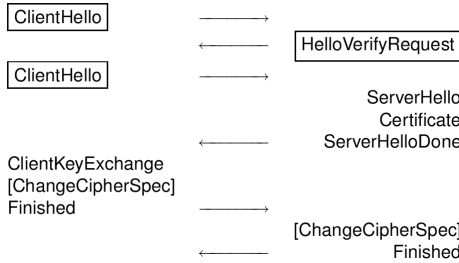 ClientHello
HelloVerifyRequest
ClientHello
ServerHello
Certificate
ServerHelloDone
ClientKeyExchange
[ChangeCipherSpec]
Finished
[ChangeCipherSpec]
Finished